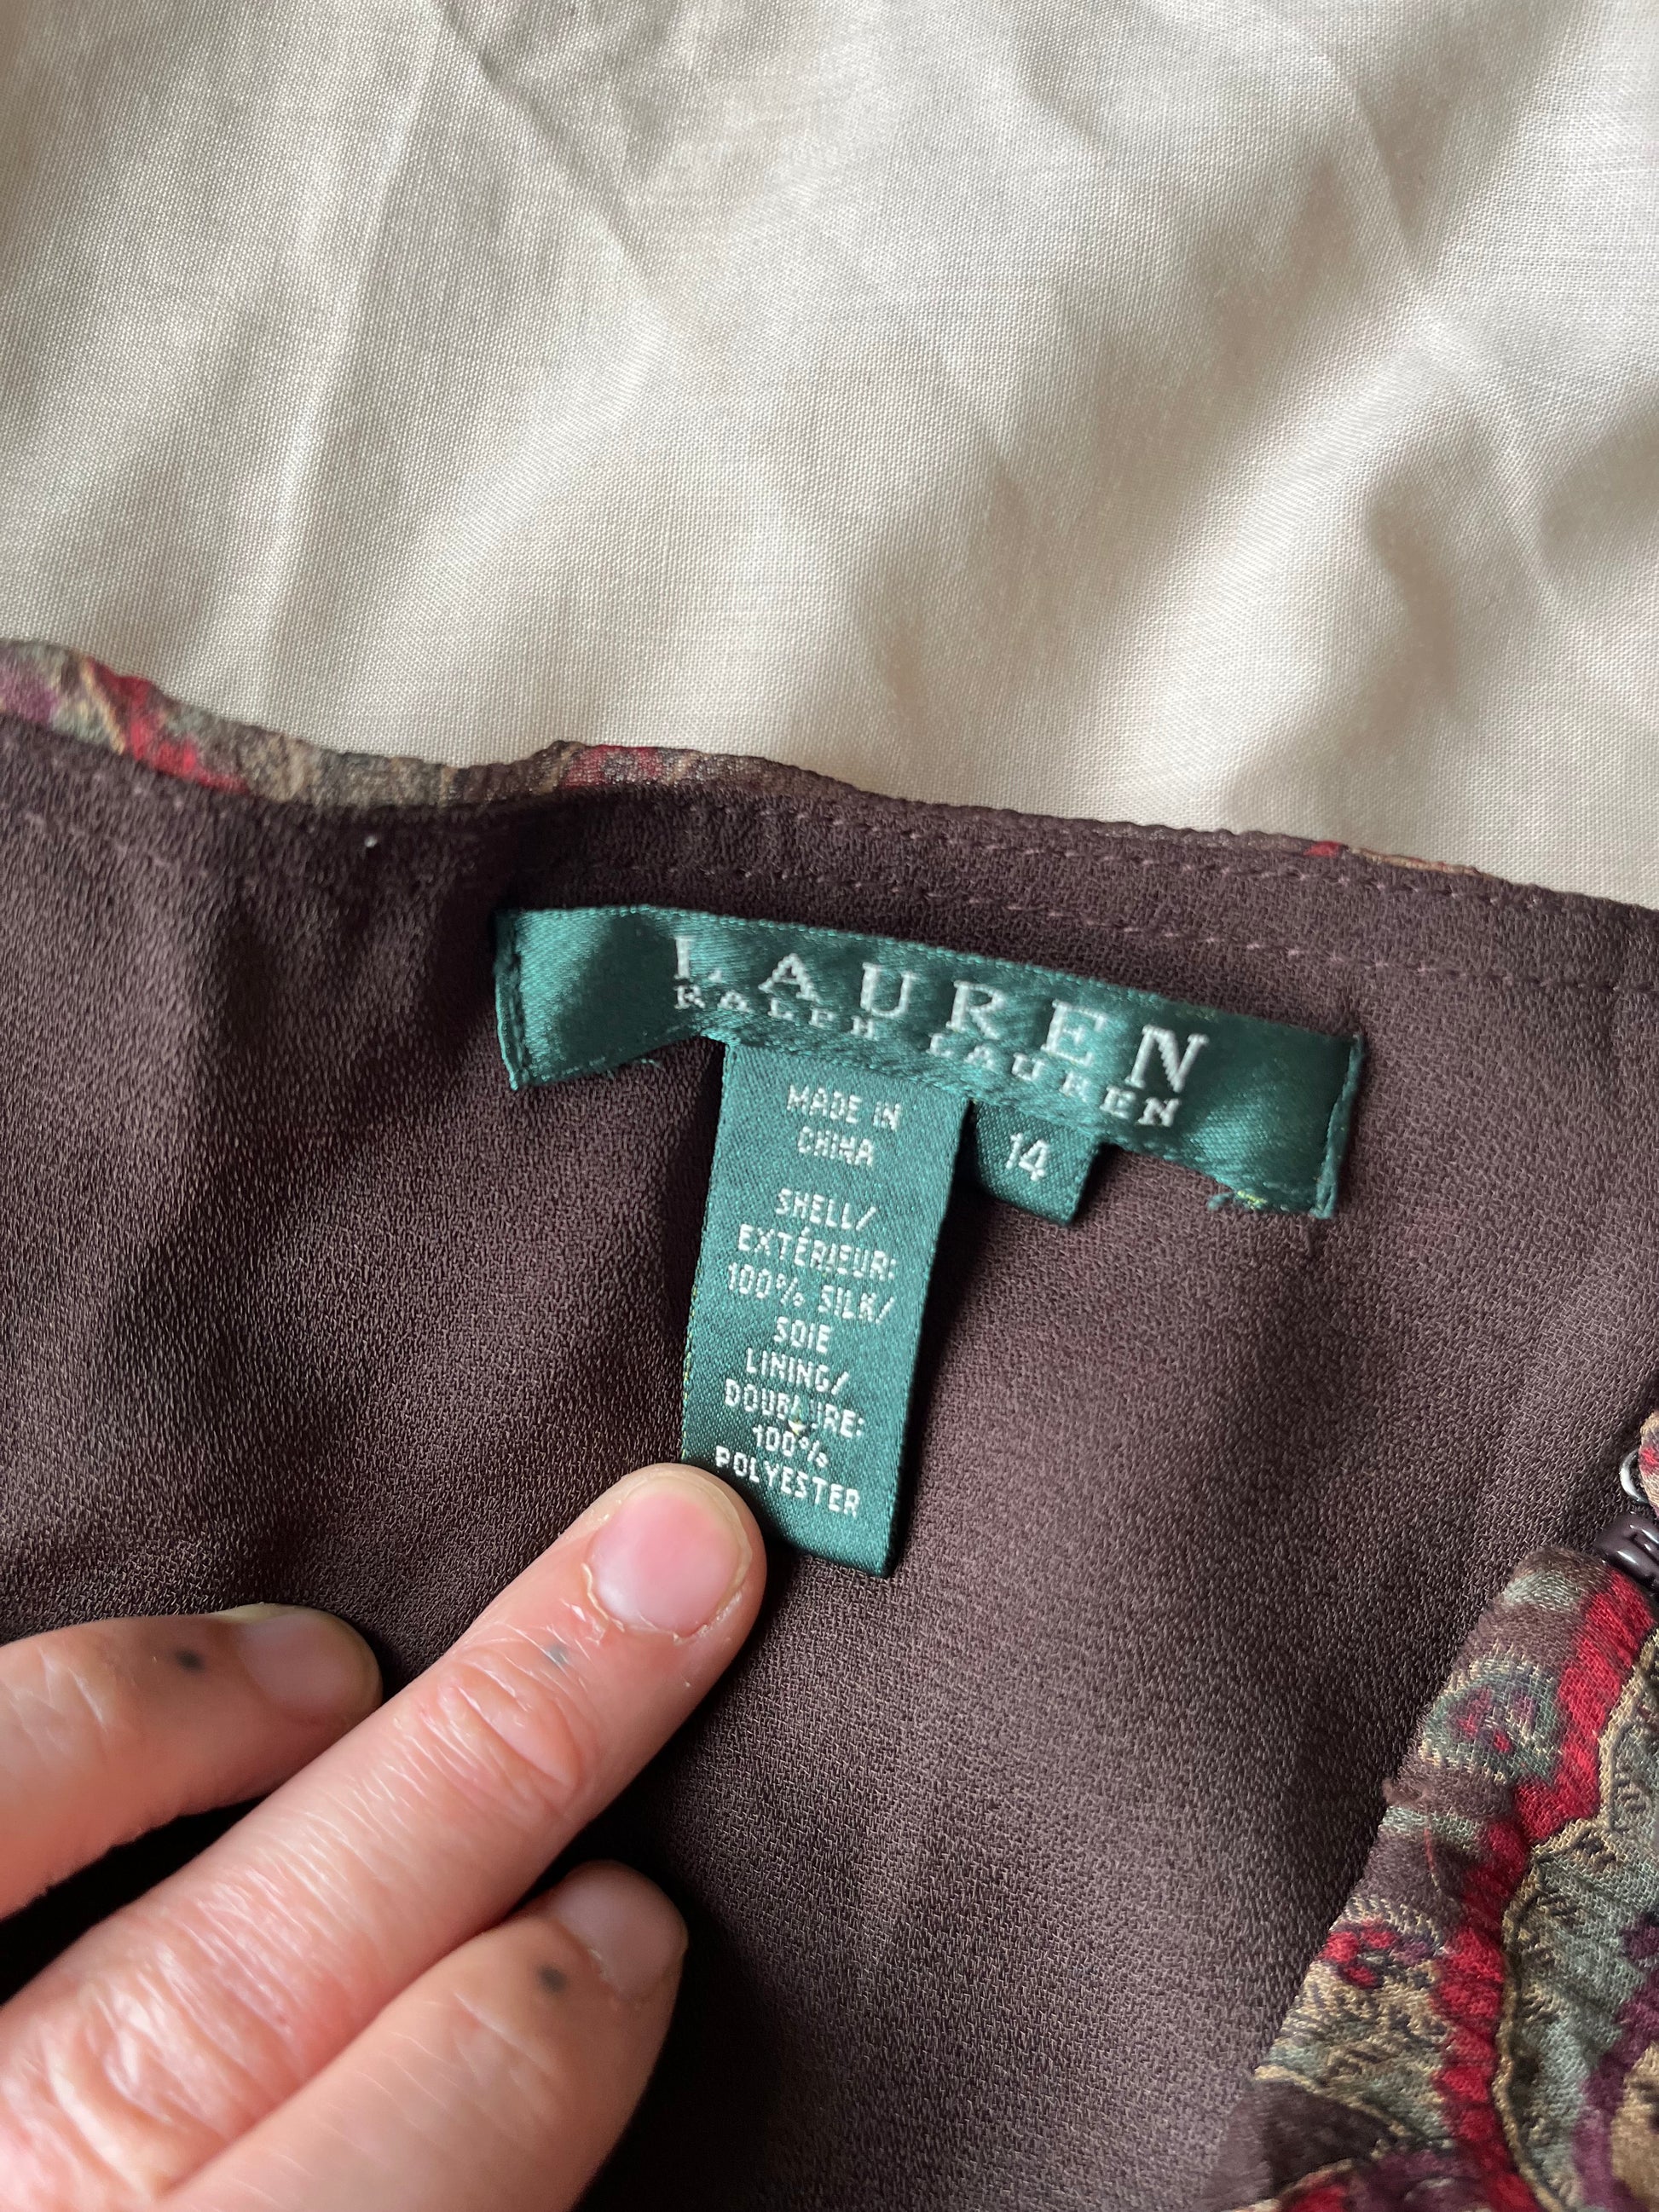 LAUREN
RALPH LAUREN
14
MADE IN
CHINA
SHELL/
EXTÉRIEUR:
100% SILK/
SOIE
LINING/
DOUBLURE:
100%
POLYESTER